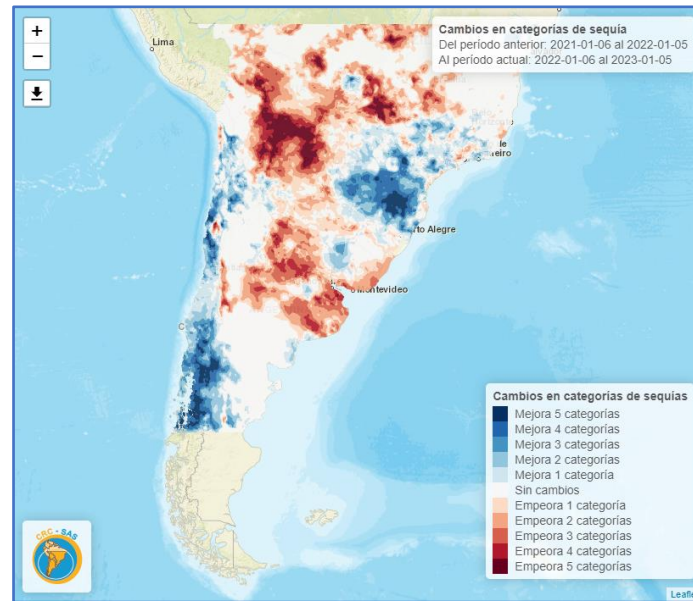 +
−
Lima
Cambios en categorías de sequía
Del período anterior: 2021-01-06 al 2022-01-05
Al período actual: 2022-01-06 al 2023-01-05
de
neiro
rto Alegre
Montevideo
C
Cambios en categorías de sequías
Mejora 5 categorías
Mejora 4 categorías
Mejora 3 categorías
Mejora 2 categorías
Mejora 1 categoría
Sin cambios
Empeora 1 categoría
Empeora 2 categorías
Empeora 3 categorías
Empeora 4 categorías
Empeora 5 categorías
CRC - SAS
Leafle